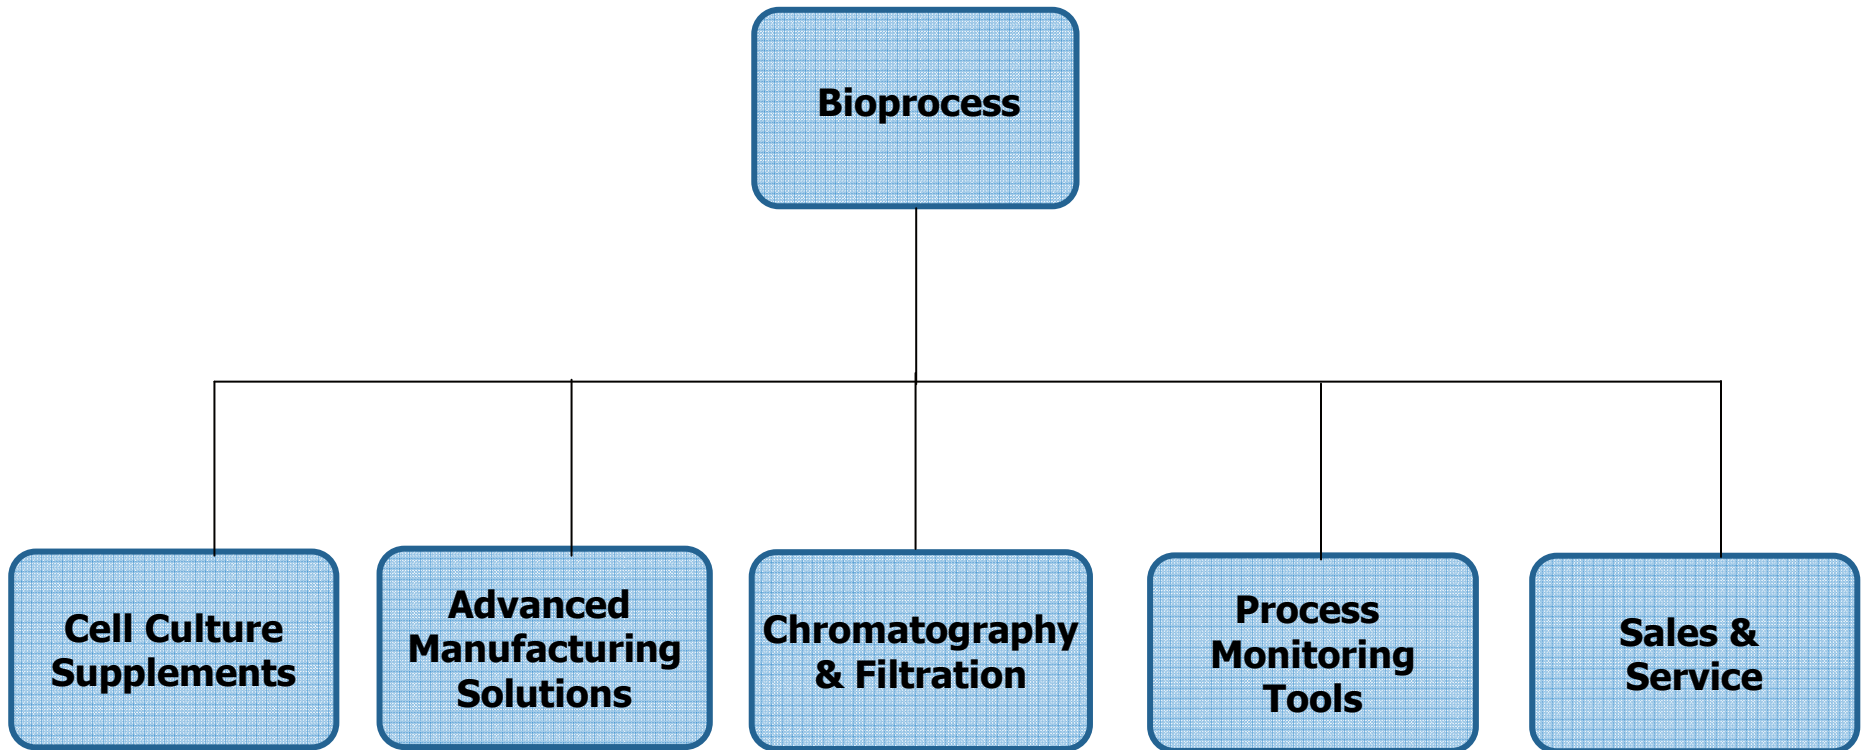 Bioprocess
Cell Culture
Supplements
Advanced
Manufacturing
Solutions
Chromatography
& Filtration
Process
Monitoring
Tools
Sales &
Service